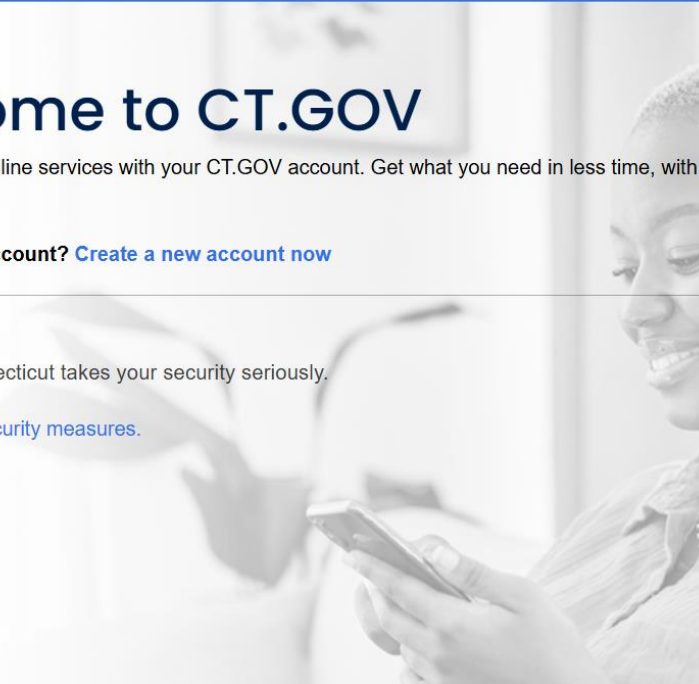 ome to CT.GOV
line services with your CT.GOV account. Get what you need in less time, with
count? Create a new account now
ecticut takes your security seriously.
curity measures.